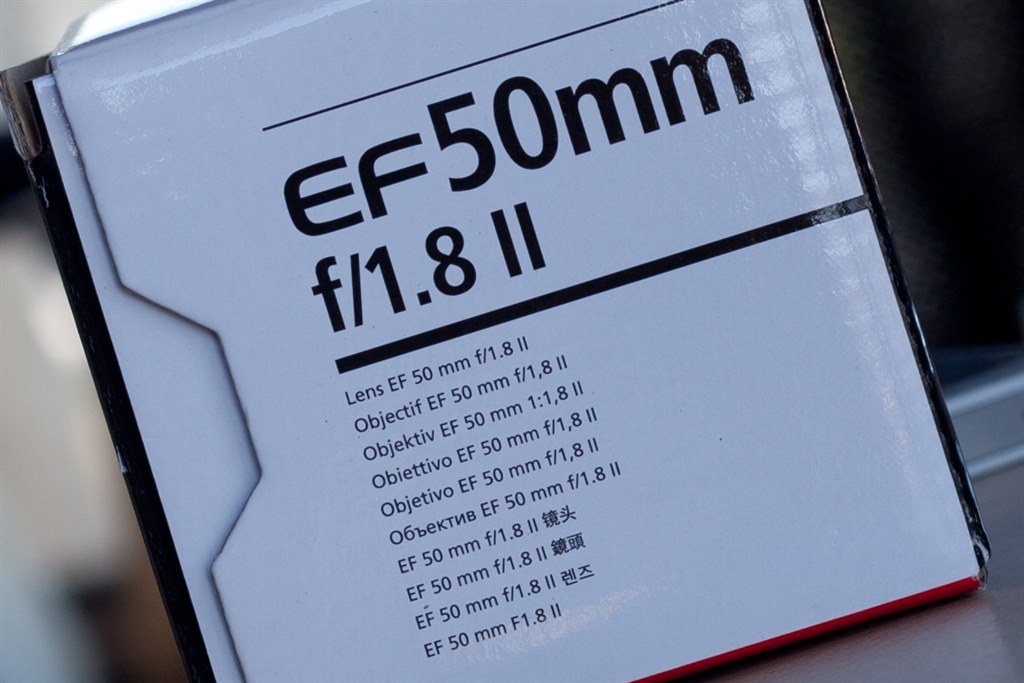 EF50mm
f/1.8 II
Lens EF 50 mm f/1.8 II
Objectif EF 50 mm f/1,8 II
Objektiv EF 50 mm 1:1,8 II
Obiettivo EF 50 mm f/1,8 II
Objetivo EF 50 mm f/1,8 II
Объектив EF 50 mm f/1.8 II
EF 50 mm f/1.8 II 镜头
EF 50 mm f/1.8 II 鏡頭
EF 50 mm f/1.8 II 렌즈
EF 50 mm F1.8 II